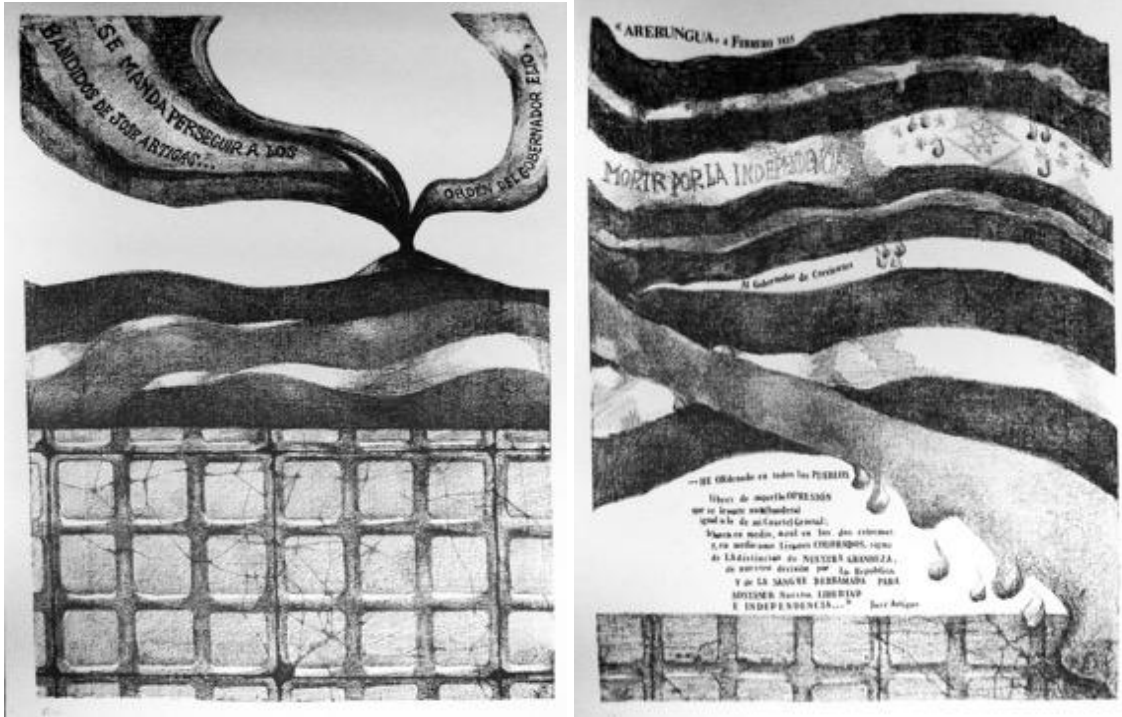 SE MANDA PERSEGUIR A LOS
BANDIDOS DE JOSE ARTIGAS...
ORDEN DEL GOBERNADOR ELIO"
"AREBUNGUA, 4 FEBRERO 1815
MORIR POR LA INDEPENDENCIA
Al Gobernador de Corrientes
...HE ORdenado en todos los PUEBLOS
libres de aquella OPRESIÓN
que se levante una bandera
igual a la de mi Cuartel General:
blanca en medio, azul en los dos extremos
y en medio unos listones COLORADOS, signo
de LA distinción de NUESTRA GRANDEZA,
de nuestra decisión por la República
Y de LA SANGRE DERRAMADA PARA
SOSTENER Nuestra LIBERTAD
E INDEPENDENCIA..." José Artigas